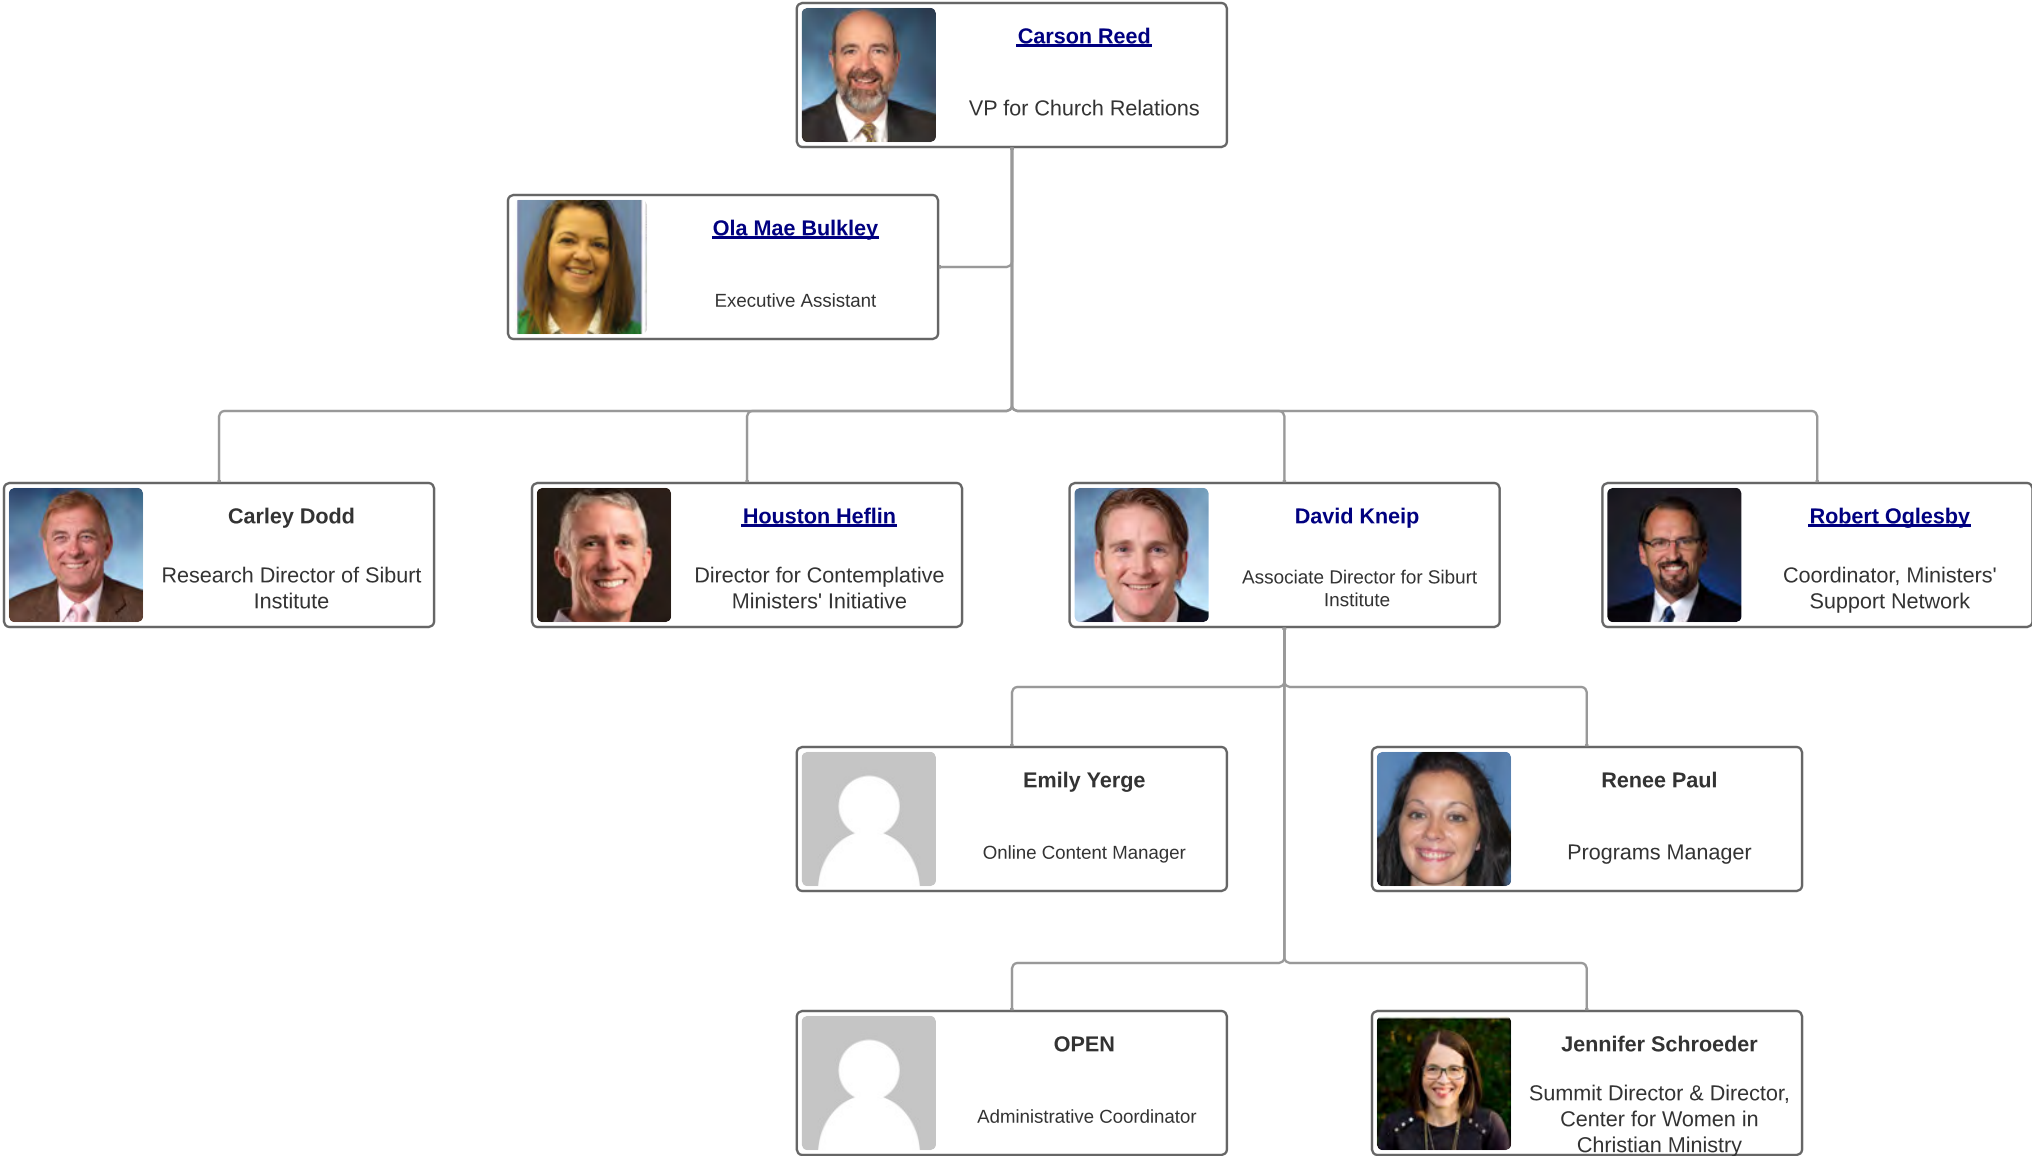 Carson Reed
VP for Church Relations
Ola Mae Bulkley
Executive Assistant
Carley Dodd
Research Director of Siburt
Institute
Houston Heflin
Director for Contemplative
Ministers' Initiative
David Kneip
Associate Director for Siburt
Institute
Robert Oglesby
Coordinator, Ministers'
Support Network
Emily Yerge
Online Content Manager
Renee Paul
Programs Manager
OPEN
Administrative Coordinator
Jennifer Schroeder
Summit Director & Director,
Center for Women in
Christian Ministry